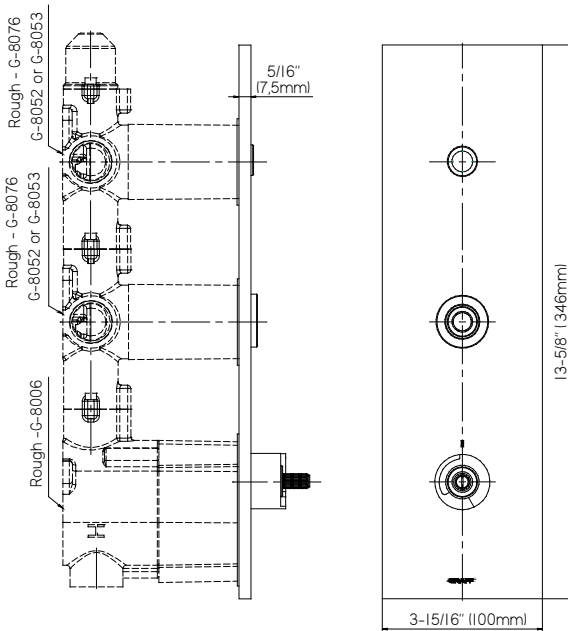 Rough - G-8076
G-8052 or G-8053
Rough - G-8076
G-8052 or G-8053
Rough -G-8006
5/16"
(7,5mm)
13-5/8" (346mm)
3-15/16" (100mm)
H
GRAFF